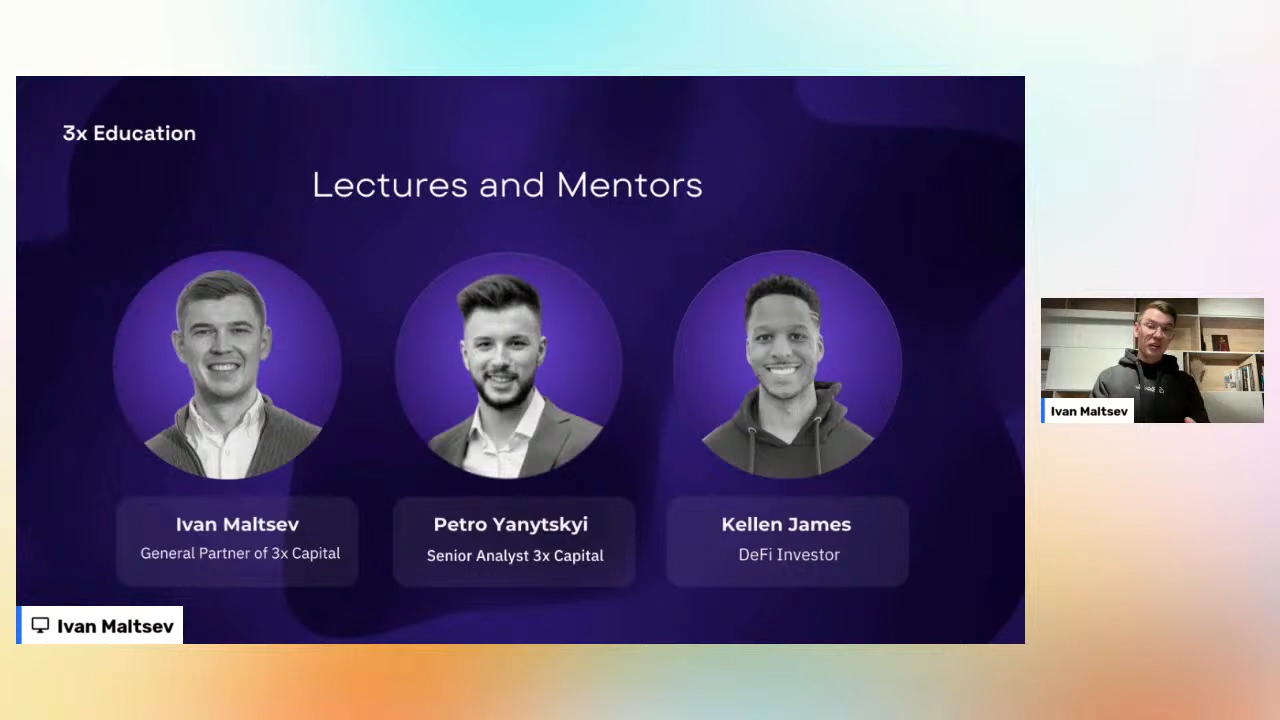 3x Education
Lectures and Mentors
Ivan Maltsev
General Partner of 3x Capital
Petro Yanytskyi
Senior Analyst 3x Capital
Kellen James
DeFi Investor
Ivan Maltsev
Ivan Maltsev